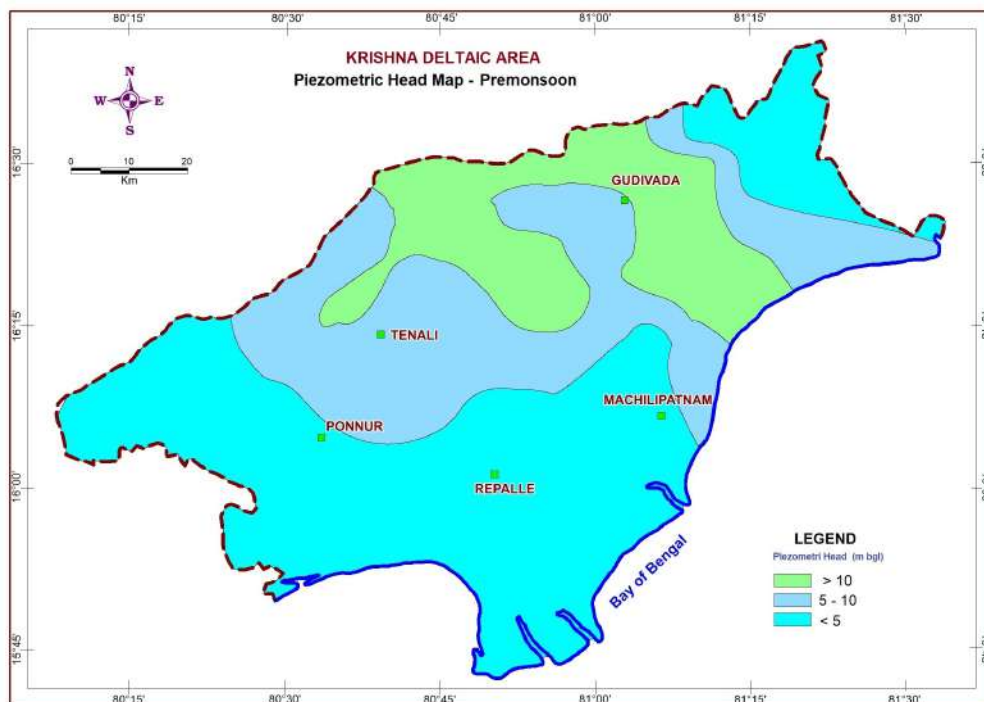 80°15' 80°30' 80°45' 81°00' 81°15' 81°30'
KRISHNA DELTAIC AREA
Piezometric Head Map - Premonsoon
N
W E
S
0 10 20
Km
16°30'
GUDIVADA
16°15'
TENALI
MACHILIPATNAM
PONNUR
16°00'
REPALLE
LEGEND
Piezometri Head (m bgl)
> 10
5 - 10
< 5
Bay of Bengal
15°45'
80°15' 80°30' 80°45' 81°00' 81°15' 81°30'